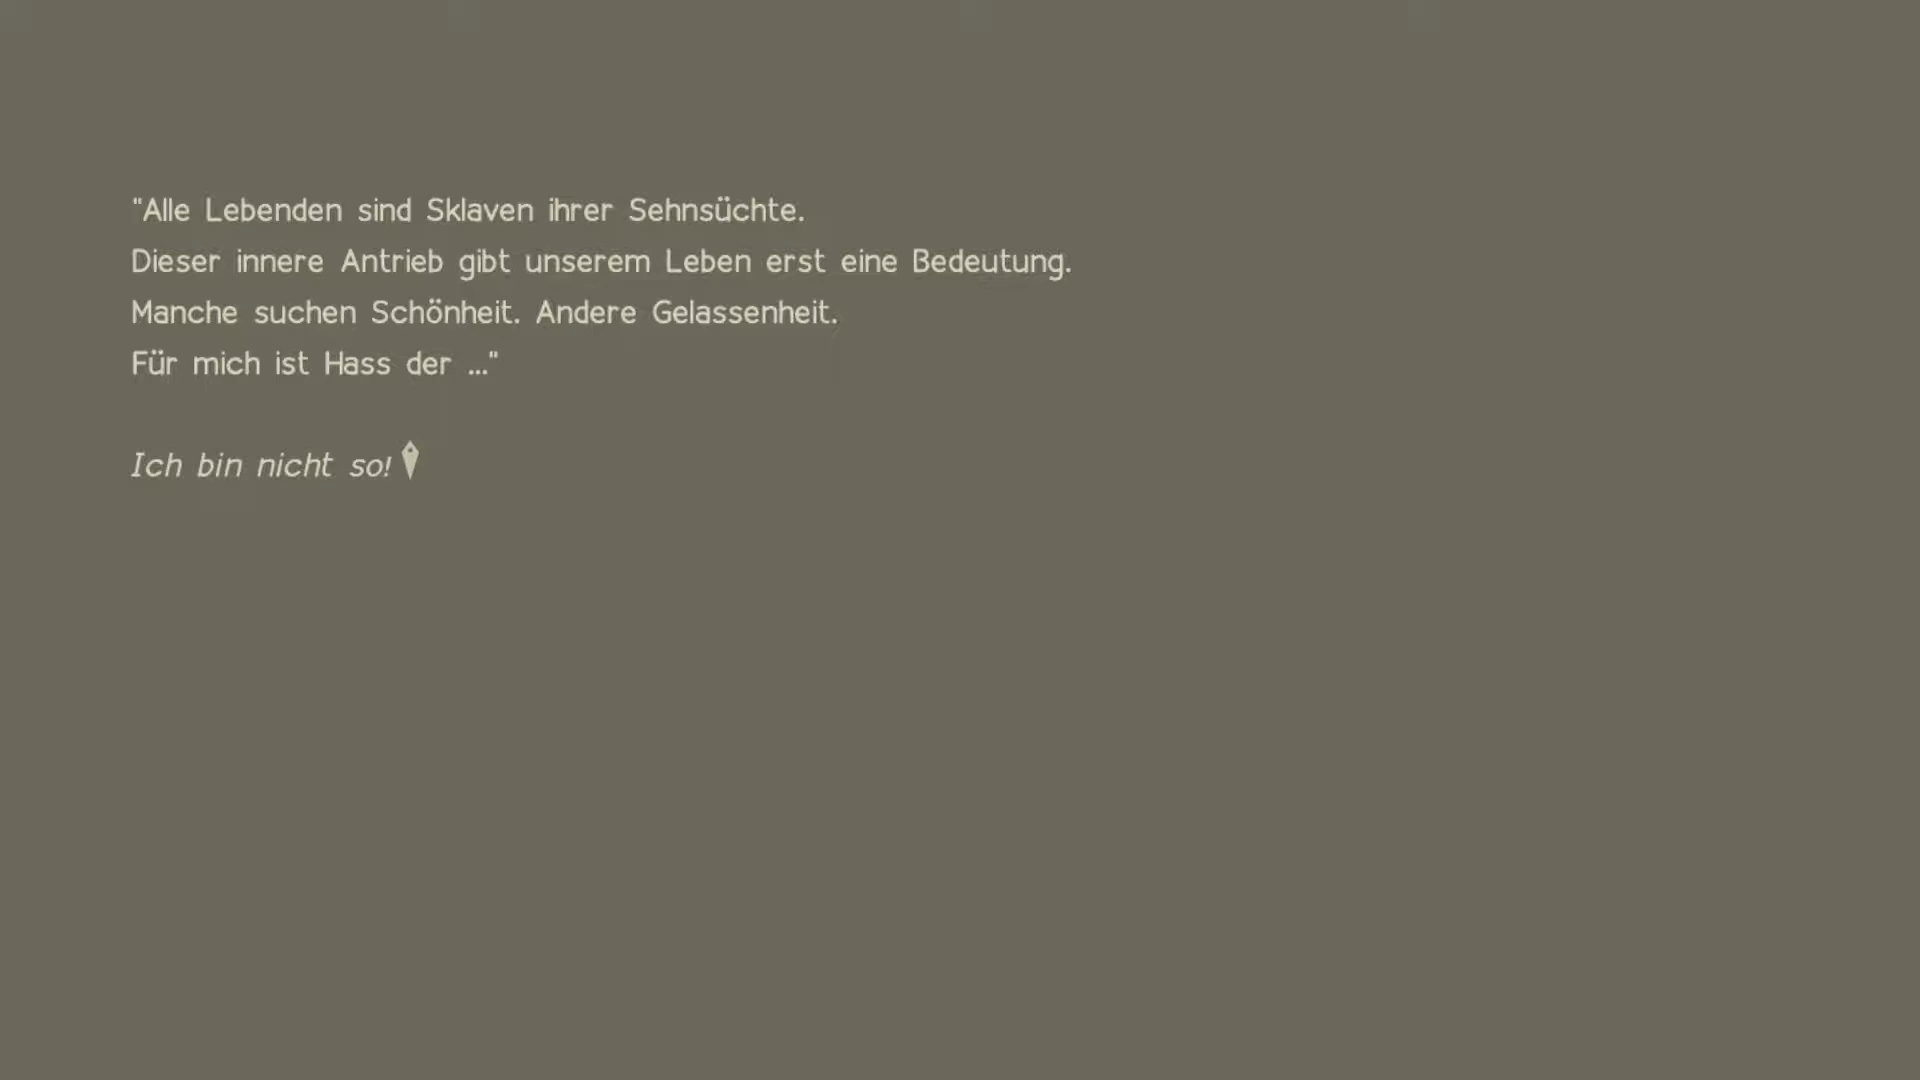 "Alle Lebenden sind Sklaven ihrer Sehnsüchte.
Dieser innere Antrieb gibt unserem Leben erst eine Bedeutung.
Manche suchen Schönheit. Andere Gelassenheit.
Für mich ist Hass der ..."
Ich bin nicht so!